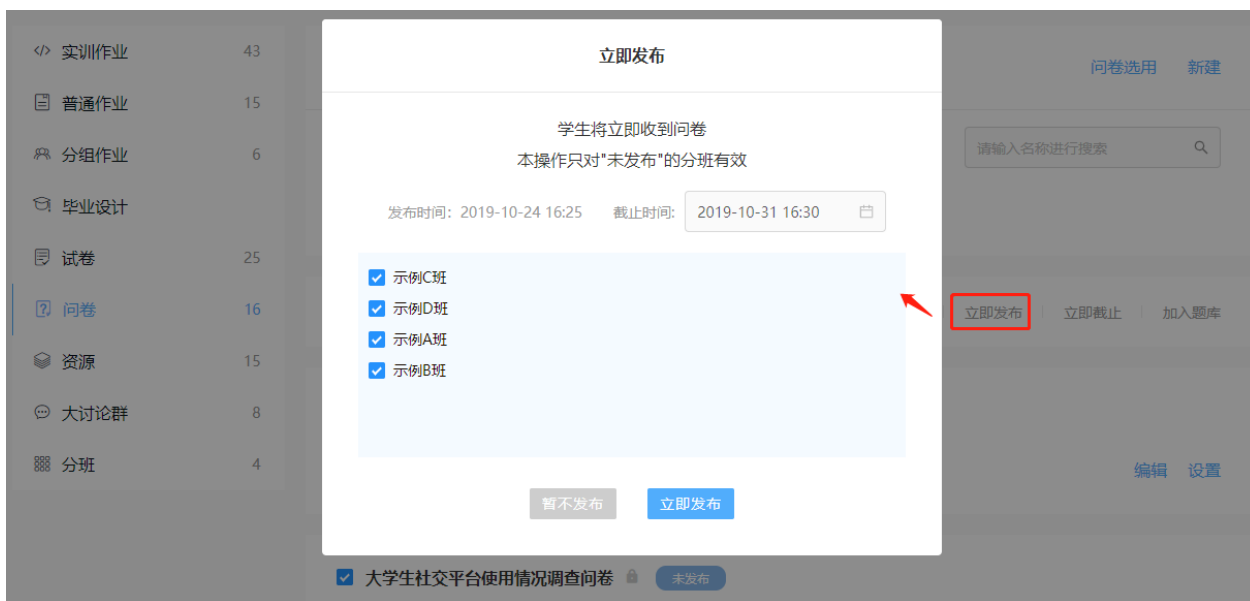 实训作业 43
普通作业 15
分组作业 6
毕业设计
试卷 25
问卷 16
资源 15
大讨论群 8
分班 4
问卷选用 新建
请输入名称进行搜索
立即发布
学生将立即收到问卷
本操作只对"未发布"的分班有效
发布时间：2019-10-24 16:25 截止时间: 2019-10-31 16:30
示例C班
示例D班
示例A班
示例B班
暂不发布 立即发布
立即发布 立即截止 加入题库
编辑 设置
大学生社交平台使用情况调查问卷 未发布